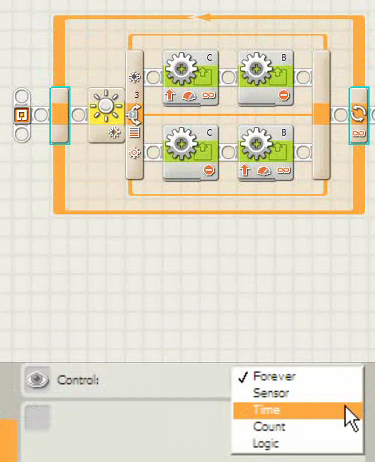 C
B
3
C
B
Control:
Forever
Sensor
Time
Count
Logic